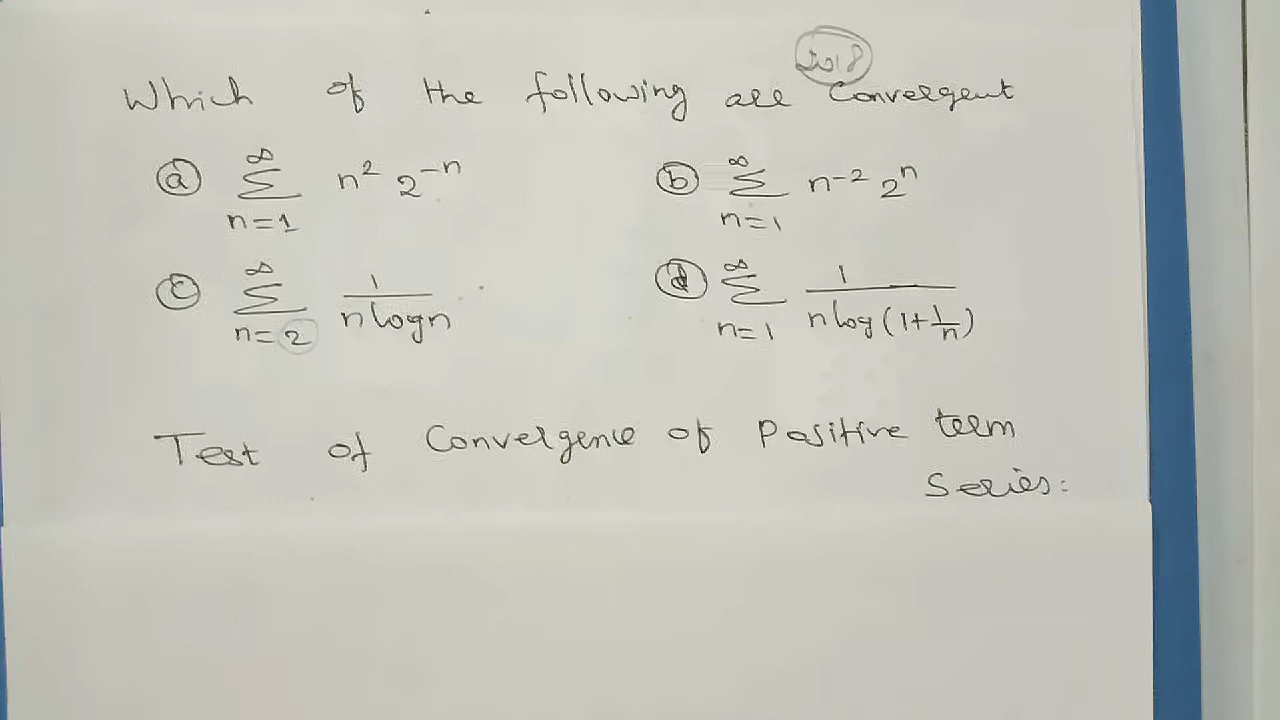 2018
Which of the following are Convergent
(a) ∞ ∑ n=1 n² 2⁻ⁿ (b) ∞ ∑ n=1 n⁻² 2ⁿ
(c) ∞ ∑ n=2 1/(n log n) (d) ∞ ∑ n=1 1/(n log (1+1/n))
Test of Convergence of Positive term
Series: